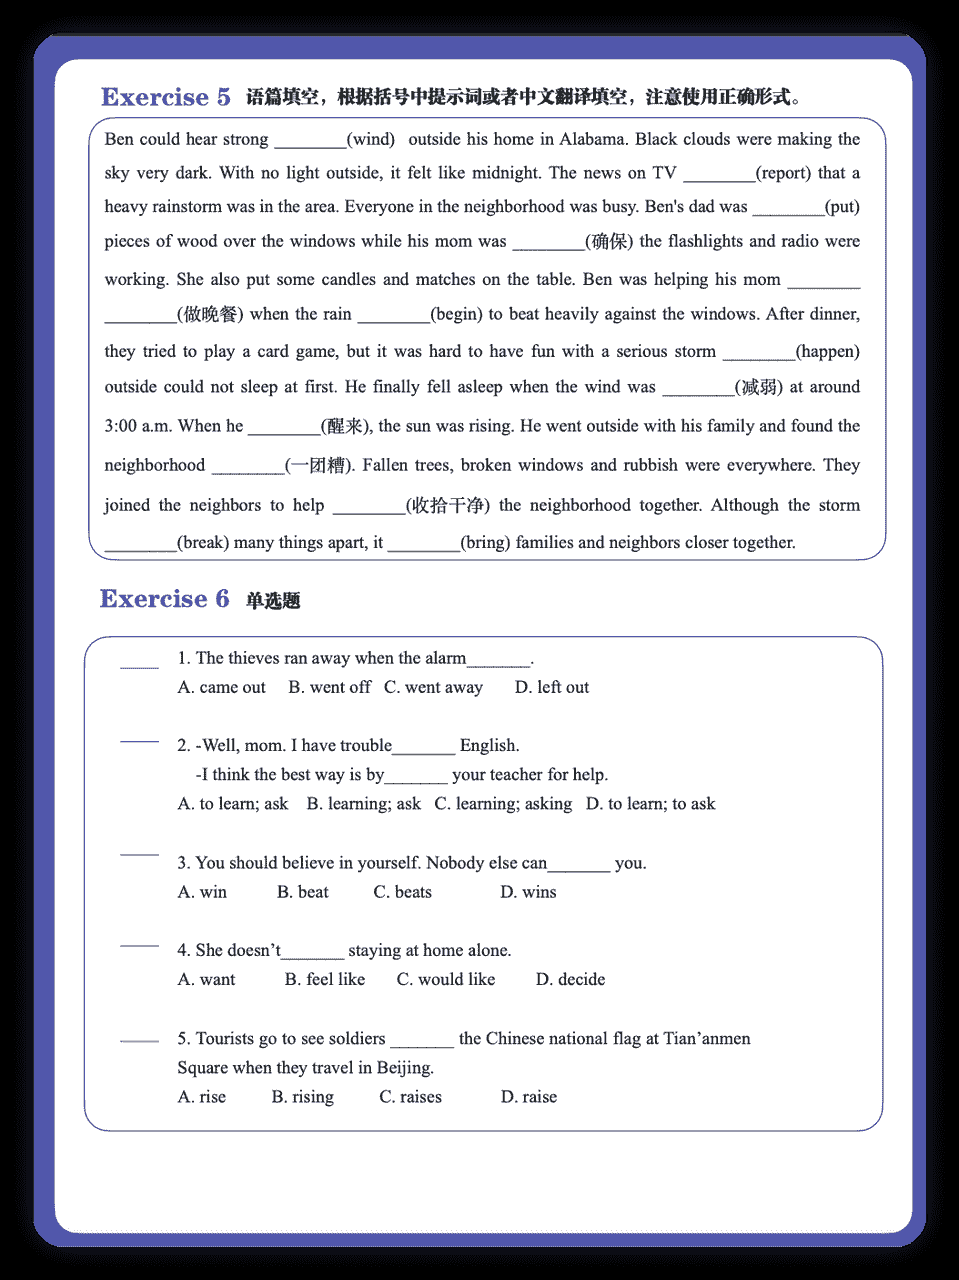 Exercise 5 语篇填空，根据括号中提示词或者中文翻译填空，注意使用正确形式。
Ben could hear strong ________(wind) outside his home in Alabama. Black clouds were making the
sky very dark. With no light outside, it felt like midnight. The news on TV ________(report) that a
heavy rainstorm was in the area. Everyone in the neighborhood was busy. Ben's dad was ________(put)
pieces of wood over the windows while his mom was ________(确保) the flashlights and radio were
working. She also put some candles and matches on the table. Ben was helping his mom ________
________(做晚餐) when the rain ________(begin) to beat heavily against the windows. After dinner,
they tried to play a card game, but it was hard to have fun with a serious storm ________(happen)
outside could not sleep at first. He finally fell asleep when the wind was ________(减弱) at around
3:00 a.m. When he ________(醒来), the sun was rising. He went outside with his family and found the
neighborhood ________(一团糟). Fallen trees, broken windows and rubbish were everywhere. They
joined the neighbors to help ________(收拾干净) the neighborhood together. Although the storm
________(break) many things apart, it ________(bring) families and neighbors closer together.
Exercise 6 单选题
____ 1. The thieves ran away when the alarm_______.
A. came out B. went off C. went away D. left out
____ 2. -Well, mom. I have trouble_______ English.
-I think the best way is by_______ your teacher for help.
A. to learn; ask B. learning; ask C. learning; asking D. to learn; to ask
____ 3. You should believe in yourself. Nobody else can_______ you.
A. win B. beat C. beats D. wins
____ 4. She doesn’t_______ staying at home alone.
A. want B. feel like C. would like D. decide
____ 5. Tourists go to see soldiers _______ the Chinese national flag at Tian’anmen
Square when they travel in Beijing.
A. rise B. rising C. raises D. raise